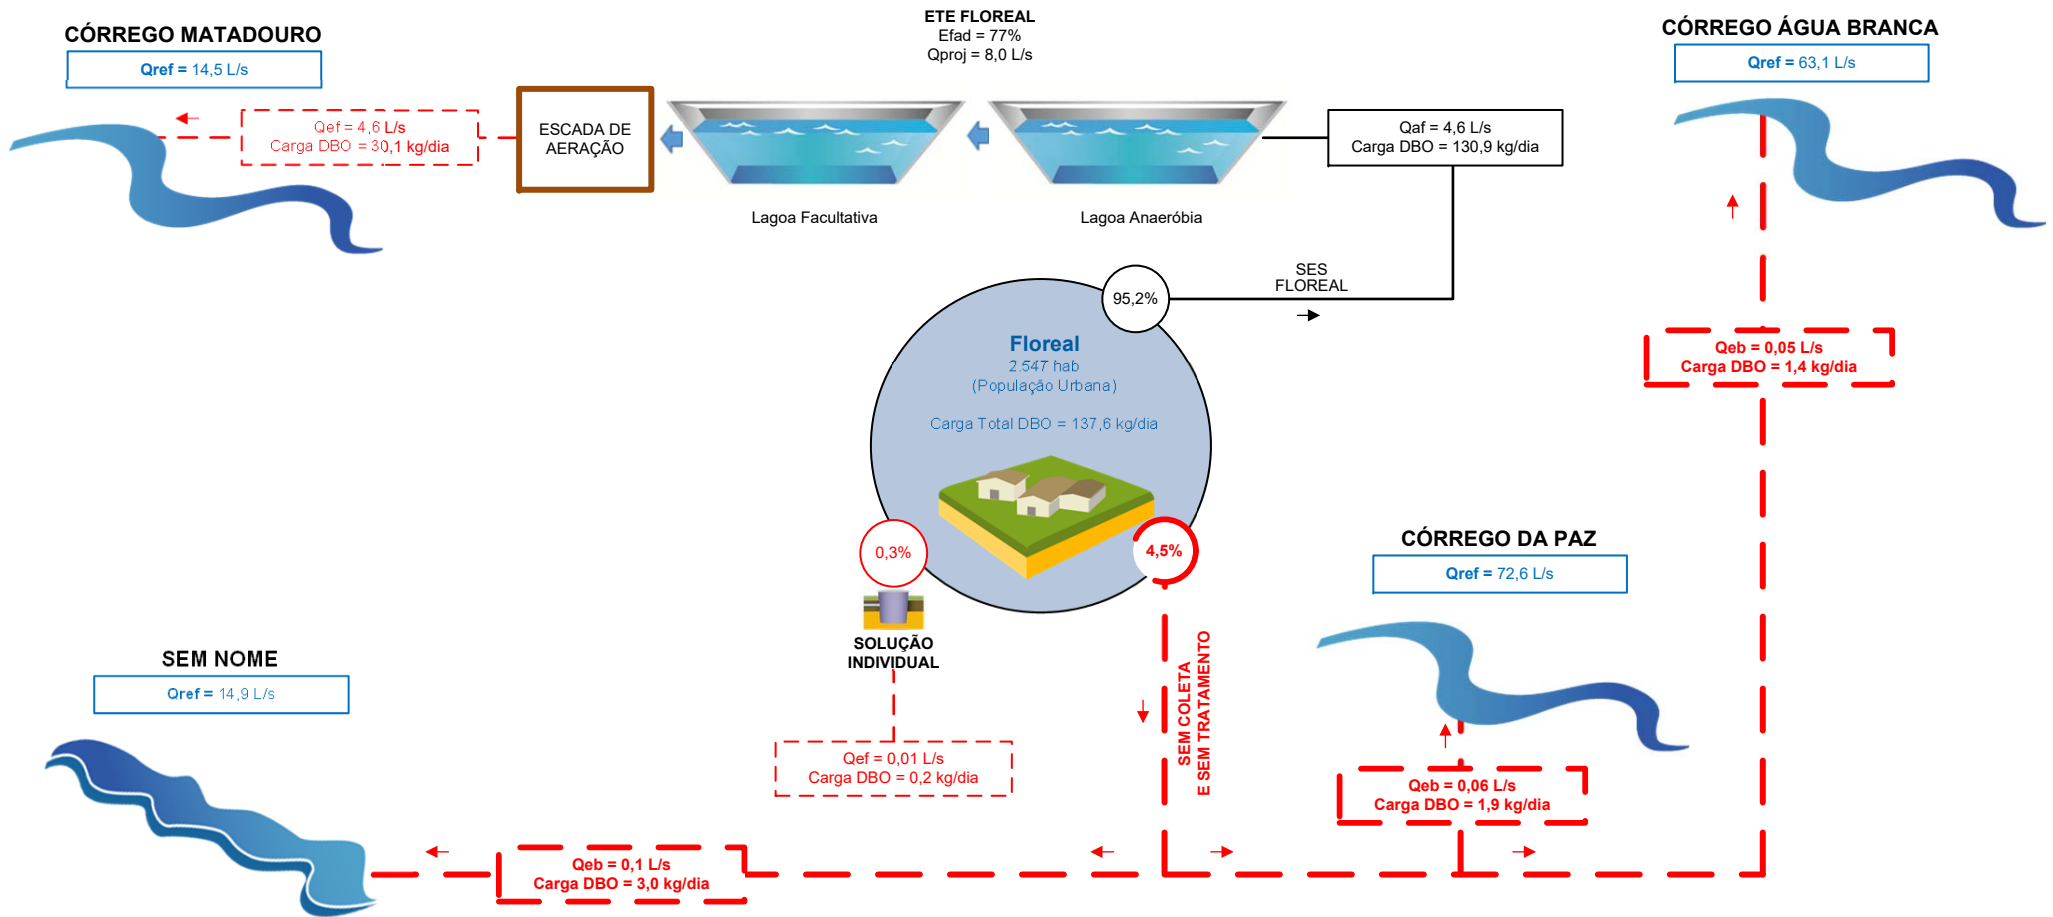 ETE FLOREAL
Efad = 77%
Qproj = 8,0 L/s
CÓRREGO MATADOURO
Qref = 14,5 L/s
CÓRREGO ÁGUA BRANCA
Qref = 63,1 L/s
Qef = 4,6 L/s
Carga DBO = 30,1 kg/dia
ESCADA DE
AERAÇÃO
Qaf = 4,6 L/s
Carga DBO = 130,9 kg/dia
Lagoa Facultativa
Lagoa Anaeróbia
SES
FLOREAL
95,2%
Floreal
2.547 hab
(População Urbana)
Carga Total DBO = 137,6 kg/dia
Qeb = 0,05 L/s
Carga DBO = 1,4 kg/dia
0,3%
4,5%
CÓRREGO DA PAZ
Qref = 72,6 L/s
SOLUÇÃO
INDIVIDUAL
SEM COLETA
E SEM TRATAMENTO
SEM NOME
Qref = 14,9 L/s
Qef = 0,01 L/s
Carga DBO = 0,2 kg/dia
Qeb = 0,06 L/s
Carga DBO = 1,9 kg/dia
Qeb = 0,1 L/s
Carga DBO = 3,0 kg/dia